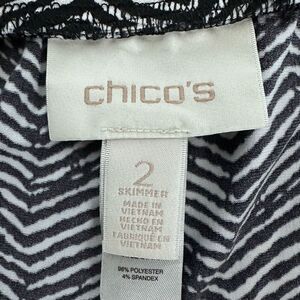 chico's
2
SKIMMER
MADE IN
VIETNAM
HECHO EN
VIETNAM
FABRIQUÉ EN
VIETNAM
96% POLYESTER
4% SPANDEX